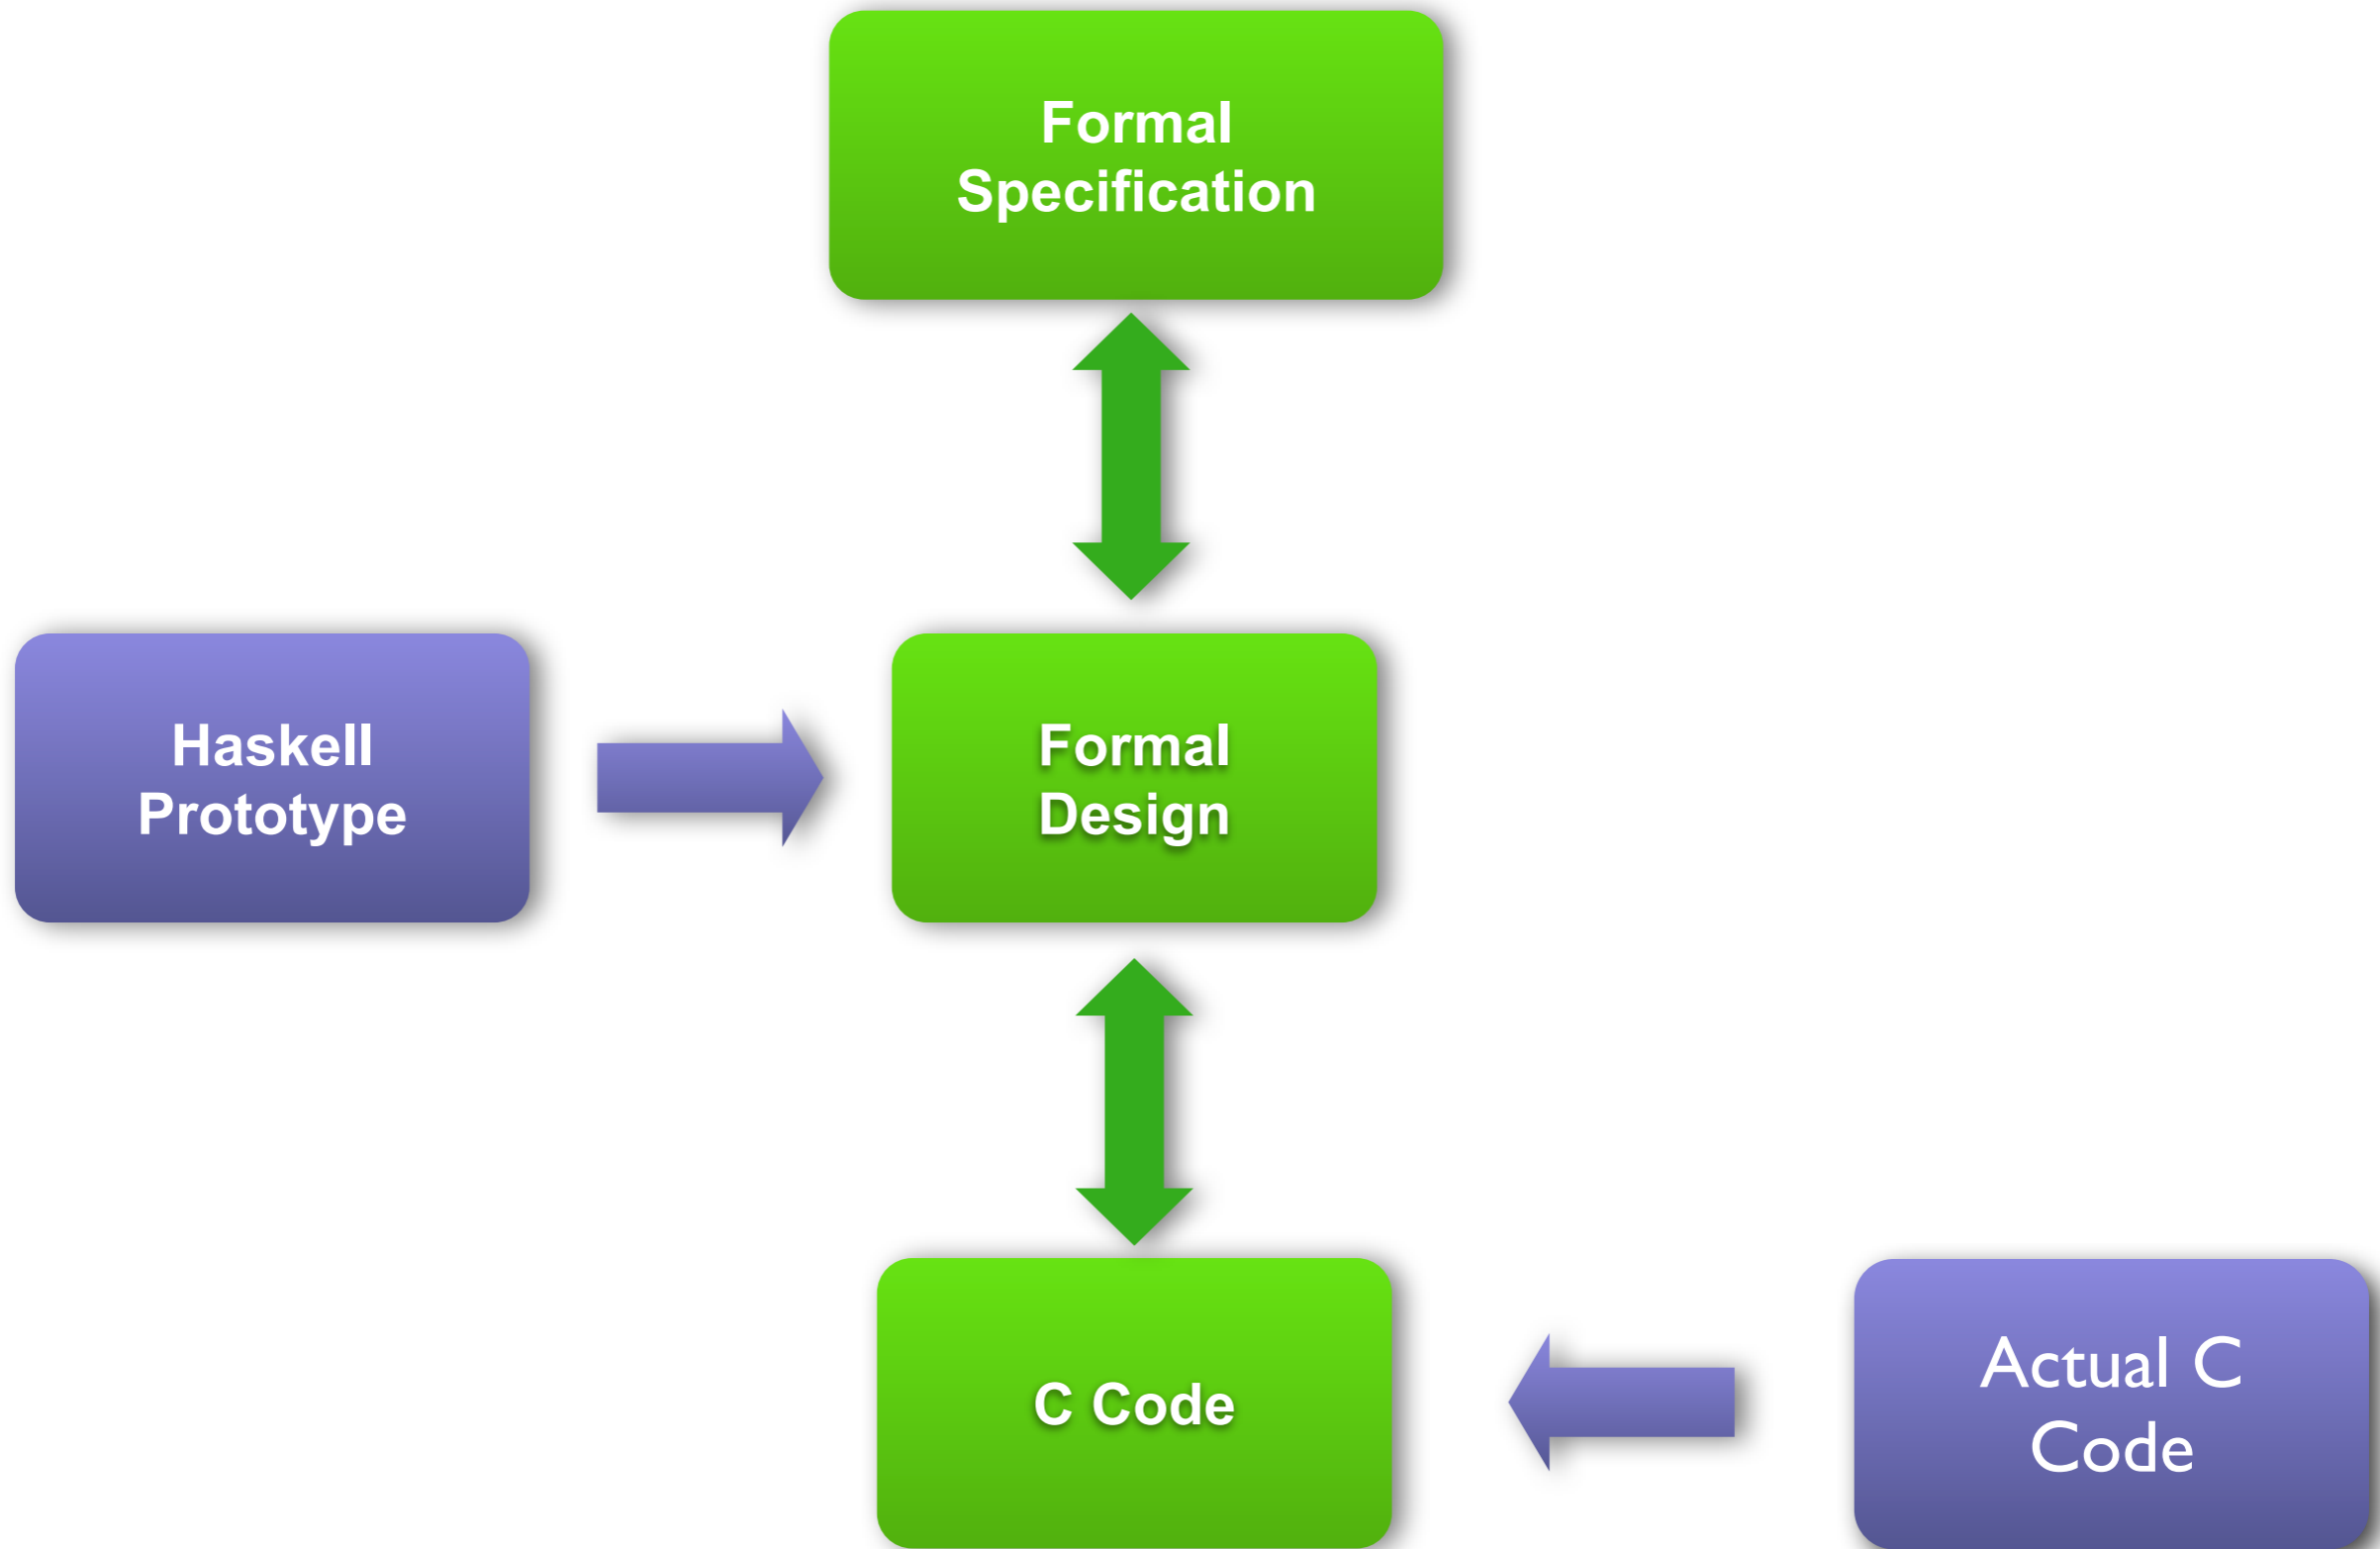 Formal
Specification
Haskell
Prototype
Formal
Design
C Code
Actual C
Code